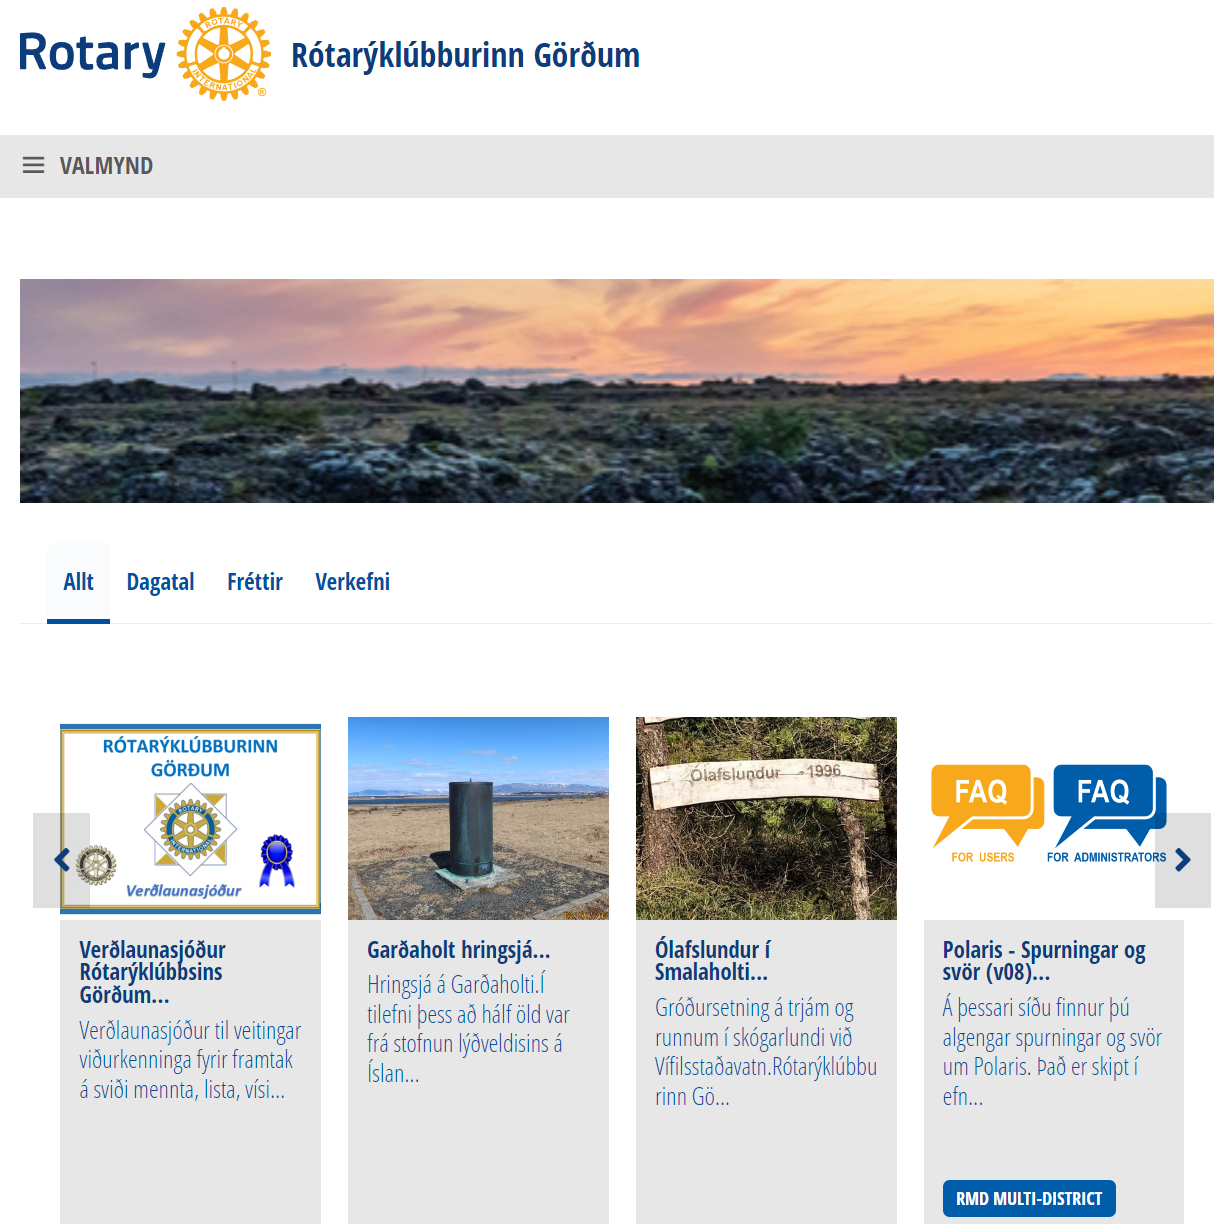 Rotary
ROTARY
INTERNATIONAL
®
Rótarýklúbburinn Görðum
VALMYND
Allt
Dagatal
Fréttir
Verkefni
RÓTARÝKLÚBBURINN
GÖRÐUM
ROTARY
INTERNATIONAL
Verðlaunasjóður
Verðlaunasjóður
Rótarýklúbbsins
Görðum...
Verðlaunasjóður til veitingar
viðurkenninga fyrir framtak
á sviði mennta, lista, vísi...
Garðaholt hringsjá...
Hringsjá á Garðaholti.Í
tilefni þess að hálf öld var
frá stofnun lýðveldisins á
Íslan...
Ólafslundur 1996
Ólafslundur í
Smalaholti...
Gróðursetning á trjám og
runnum í skógarlundi við
Vífilsstaðavatn.Rótarýklúbbu
rinn Gö...
FAQ
FOR USERS
FAQ
FOR ADMINISTRATORS
Polaris - Spurningar og
svör (v08)...
Á þessari síðu finnur þú
algengar spurningar og svör
um Polaris. Það er skipt í
efn...
RMD MULTI-DISTRICT